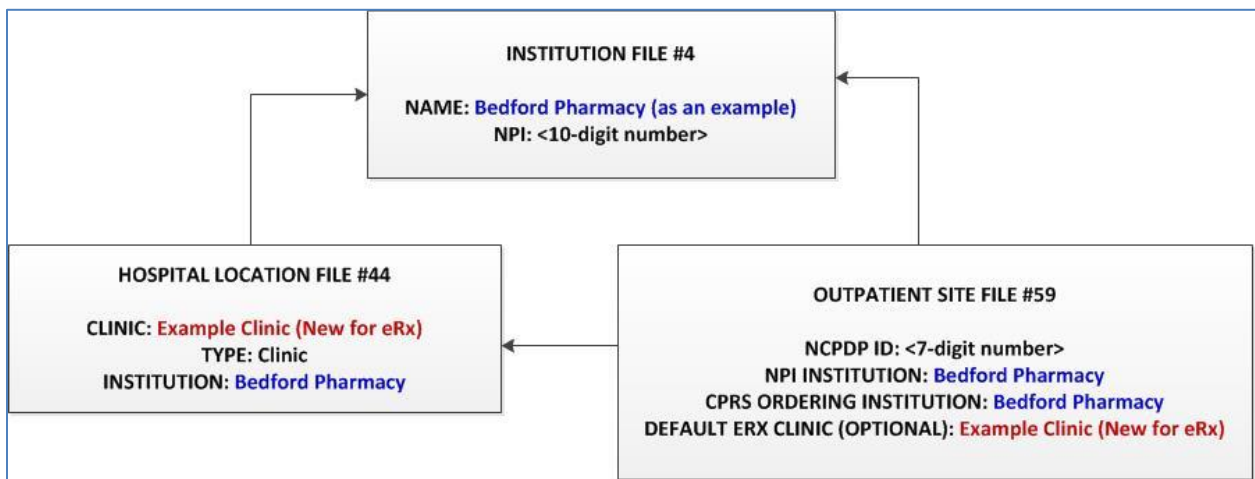 INSTITUTION FILE #4
NAME: Bedford Pharmacy (as an example)
NPI: <10-digit number>
HOSPITAL LOCATION FILE #44
CLINIC: Example Clinic (New for eRx)
TYPE: Clinic
INSTITUTION: Bedford Pharmacy
OUTPATIENT SITE FILE #59
NCPDP ID: <7-digit number>
NPI INSTITUTION: Bedford Pharmacy
CPRS ORDERING INSTITUTION: Bedford Pharmacy
DEFAULT ERX CLINIC (OPTIONAL): Example Clinic (New for eRx)